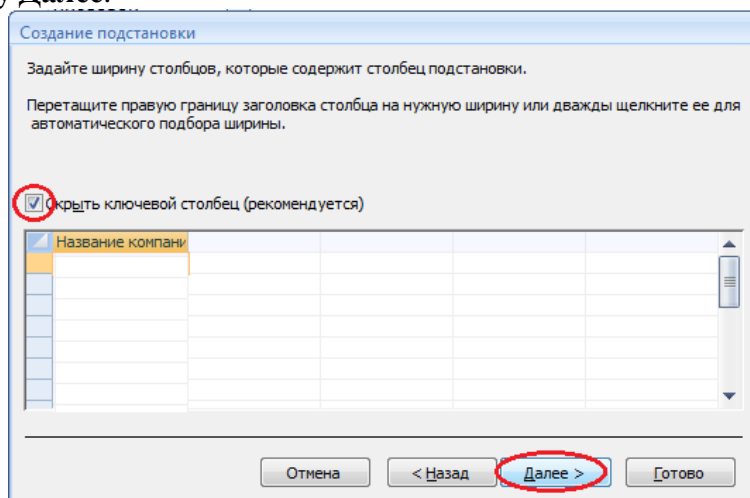 Далее.
Создание подстановки
Задайте ширину столбцов, которые содержит столбец подстановки.
Перетащите правую границу заголовка столбца на нужную ширину или дважды щелкните ее для
автоматического подбора ширины.
Скрыть ключевой столбец (рекомендуется)
Название компани
Отмена
< Назад
Далее >
Готово